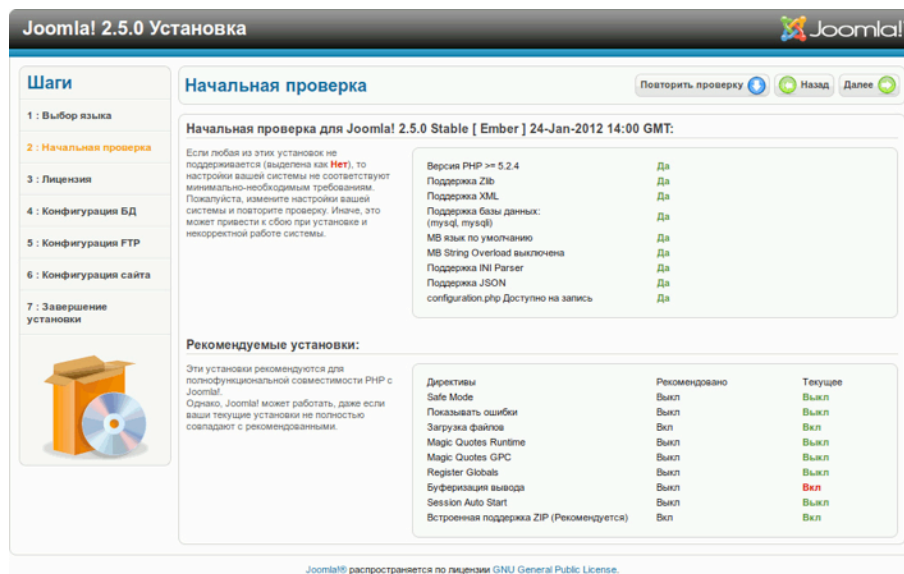 Joomla! 2.5.0 Установка
Joomla!
Шаги
1 : Выбор языка
2 : Начальная проверка
3 : Лицензия
4 : Конфигурация БД
5 : Конфигурация FTP
6 : Конфигурация сайта
7 : Завершение
установки
Начальная проверка
Повторить проверку
Назад
Далее
Начальная проверка для Joomla! 2.5.0 Stable [ Ember ] 24-Jan-2012 14:00 GMT:
Если любая из этих установок не
поддерживается (выделена как Нет), то
настройки вашей системы не соответствуют
минимально-необходимым требованиям.
Пожалуйста, измените настройки вашей
системы и повторите проверку. Иначе, это
может привести к сбою при установке и
некорректной работе системы.
Версия PHP >= 5.2.4 Да
Поддержка Zlib Да
Поддержка XML Да
Поддержка базы данных:
(mysql, mysqli) Да
MB язык по умолчанию Да
MB String Overload выключена Да
Поддержка INI Parser Да
Поддержка JSON Да
configuration.php Доступно на запись Да
Рекомендуемые установки:
Эти установки рекомендуются для
полнофункциональной совместимости PHP с
Joomla!.
Однако, Joomla! может работать, даже если
ваши текущие установки не полностью
совпадают с рекомендованными.
Директивы Рекомендовано Текущее
Safe Mode Выкл Выкл
Показывать ошибки Выкл Выкл
Загрузка файлов Вкл Вкл
Magic Quotes Runtime Выкл Выкл
Magic Quotes GPC Выкл Выкл
Register Globals Выкл Выкл
Буферизация вывода Выкл Вкл
Session Auto Start Выкл Выкл
Встроенная поддержка ZIP (Рекомендуется) Вкл Вкл
Joomla!® распространяется по лицензии GNU General Public License.